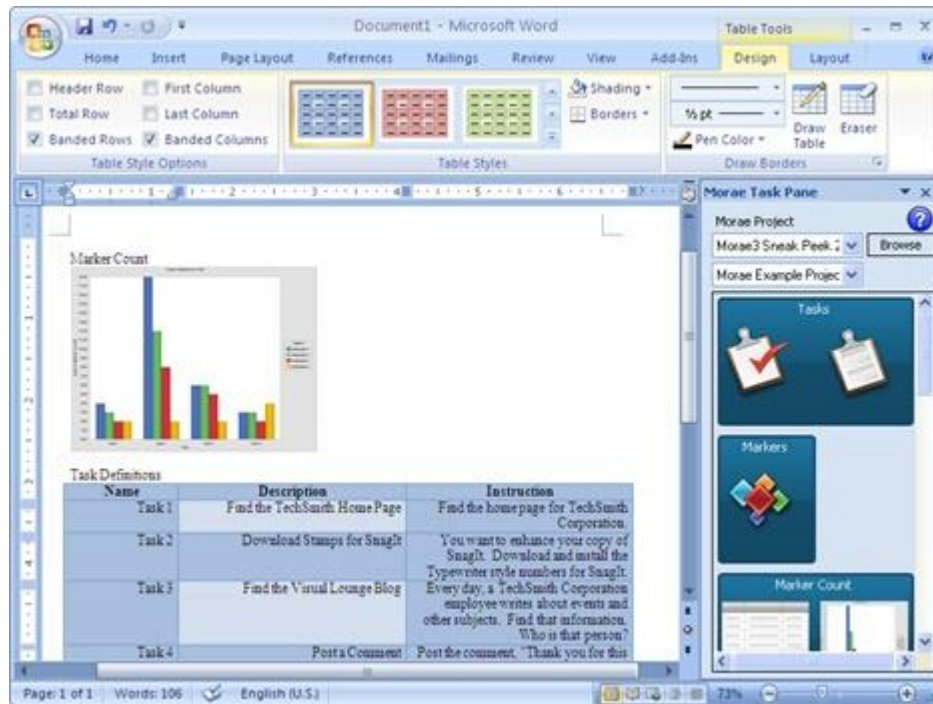 Document1 - Microsoft Word
Table Tools
Home Insert Page Layout References Mailings Review View Add-Ins Design Layout
Header Row First Column
Total Row Last Column
Banded Rows Banded Columns
Table Style Options
Table Styles
Shading
Borders
½ pt
Pen Color
Draw Table
Eraser
Draw Borders
Marker Count
Task Definitions
Name Description Instruction
Task 1 Find the TechSmith Home Page Find the home page for TechSmith
Corporation.
Task 2 Download Stamps for SnagIt You want to enhance your copy of
SnagIt. Download and install the
Typewriter style numbers for SnagIt.
Task 3 Find the Visual Lounge Blog Every day, a TechSmith Corporation
employee writes about events and
other subjects. Find that information.
Who is that person?
Task 4 Post a Comment Post the comment, "Thank you for this
Morae Task Pane
Morae Project
Morae3 Sneak Peek 2 Browse
Morae Example Projec
Tasks
Markers
Marker Count
Page: 1 of 1 Words: 106 English (U.S.) 73%